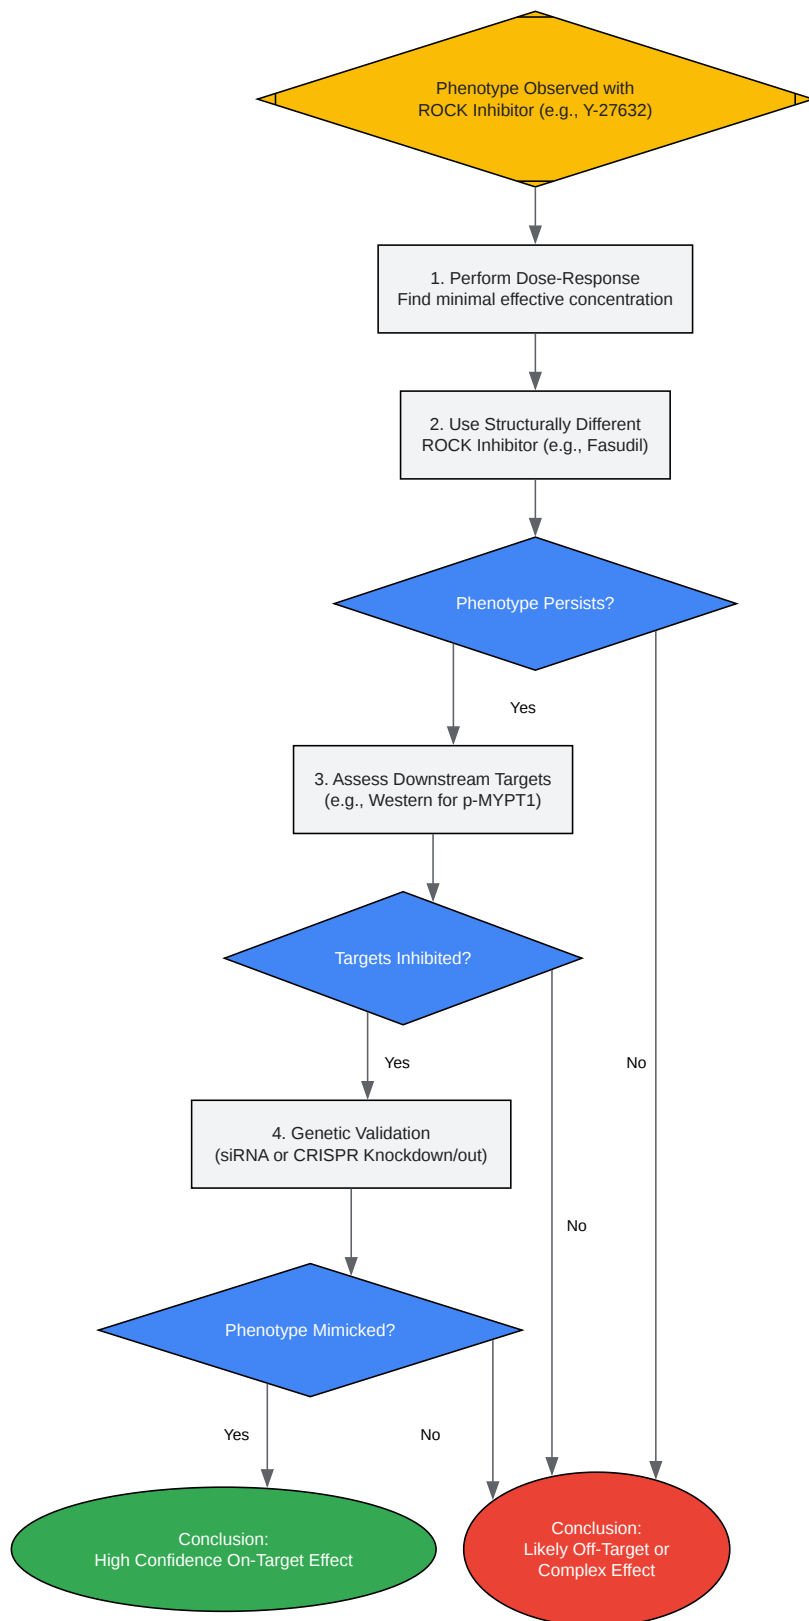 Phenotype Observed with
ROCK Inhibitor (e.g., Y-27632)
1. Perform Dose-Response
Find minimal effective concentration
2. Use Structurally Different
ROCK Inhibitor (e.g., Fasudil)
Phenotype Persists?
Yes
3. Assess Downstream Targets
(e.g., Western for p-MYPT1)
Targets Inhibited?
Yes
No
4. Genetic Validation
(siRNA or CRISPR Knockdown/out)
No
Phenotype Mimicked?
Yes
No
Conclusion:
High Confidence On-Target Effect
Conclusion:
Likely Off-Target or
Complex Effect